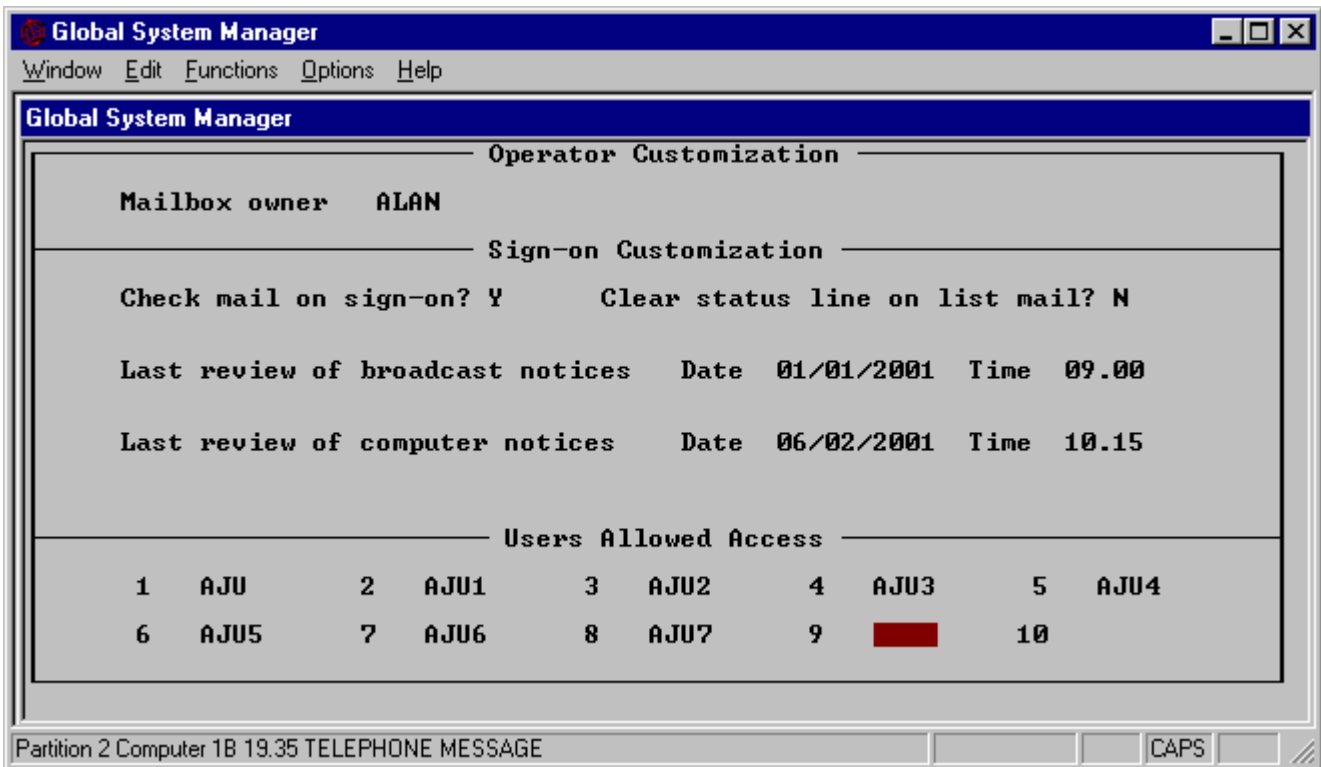 Global System Manager
Window Edit Functions Options Help
Global System Manager
Operator Customization
Mailbox owner ALAN
Sign-on Customization
Check mail on sign-on? Y Clear status line on list mail? N
Last review of broadcast notices Date 01/01/2001 Time 09.00
Last review of computer notices Date 06/02/2001 Time 10.15
Users Allowed Access
1 AJU 2 AJU1 3 AJU2 4 AJU3 5 AJU4
6 AJU5 7 AJU6 8 AJU7 9 10
Partition 2 Computer 1B 19.35 TELEPHONE MESSAGE CAPS